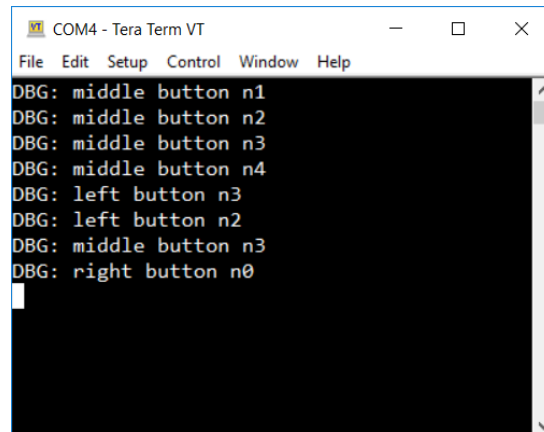 COM4 - Tera Term VT
File Edit Setup Control Window Help
DBG: middle button n1
DBG: middle button n2
DBG: middle button n3
DBG: middle button n4
DBG: left button n3
DBG: left button n2
DBG: middle button n3
DBG: right button n0